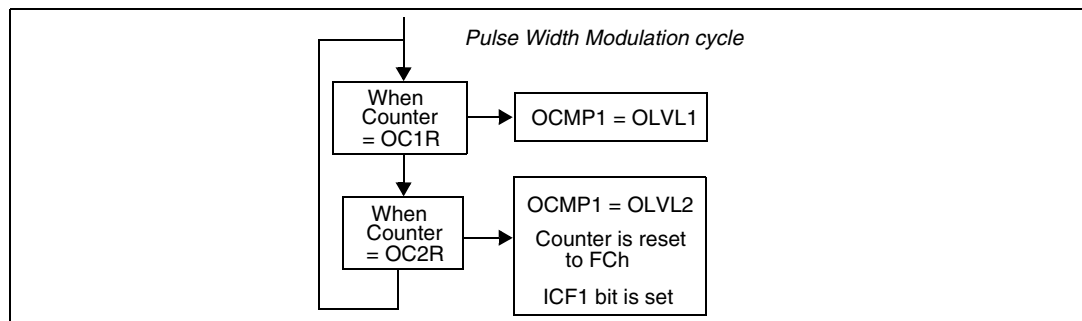 Pulse Width Modulation cycle
When
Counter
= OC1R
OCMP1 = OLVL1
When
Counter
= OC2R
OCMP1 = OLVL2
Counter is reset
to FCh
ICF1 bit is set